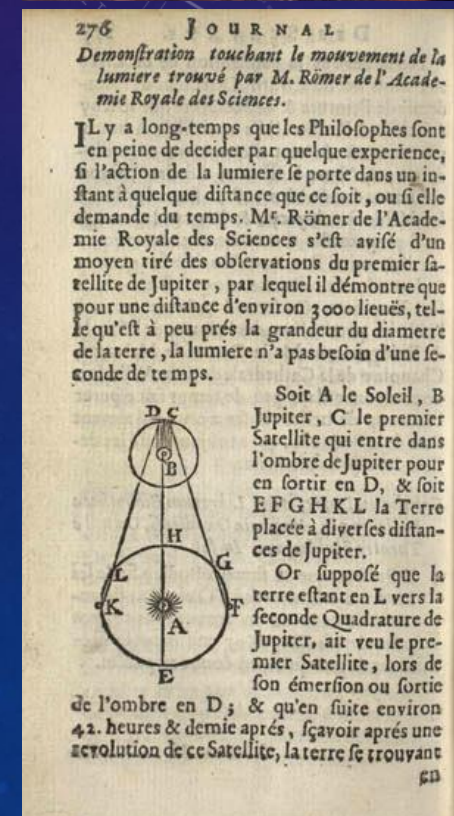 276 JOURNAL
Demonſtration touchant le mouvement de la
lumiere trouvé par M. Römer de l'Acade-
mie Royale des Sciences.
IL y a long-temps que les Philoſophes ſont
en peine de decider par quelque experience,
ſi l'action de la lumiere ſe porte dans un in-
ſtant à quelque diſtance que ce ſoit, ou ſi elle
demande du temps. Mr. Römer de l'Acade-
mie Royale des Sciences s'eſt aviſé d'un
moyen tiré des obſervations du premier ſa-
tellite de Jupiter, par lequel il démontre que
pour une diſtance d'environ 3000 lieuës, tel-
le qu'eſt à peu prés la grandeur du diametre
de la terre, la lumiere n'a pas beſoin d'une ſe-
conde de te mps.
Soit A le Soleil, B
Jupiter, C le premier
Satellite qui entre dans
l'ombre de Jupiter pour
en ſortir en D, & ſoit
E F G H K L la Terre
placée à diverſes diſtan-
ces de Jupiter.
Or ſuppoſé que la
terre eſtant en L vers la
ſeconde Quadrature de
Jupiter, ait veu le pre-
mier Satellite, lors de
ſon émerſion ou ſortie
de l'ombre en D; & qu'en ſuite environ
42. heures & demie aprés, ſçavoir aprés une
revolution de ce Satellite, la terre ſe trouvant
en
D C
B
H
G
L
K
F
A
E